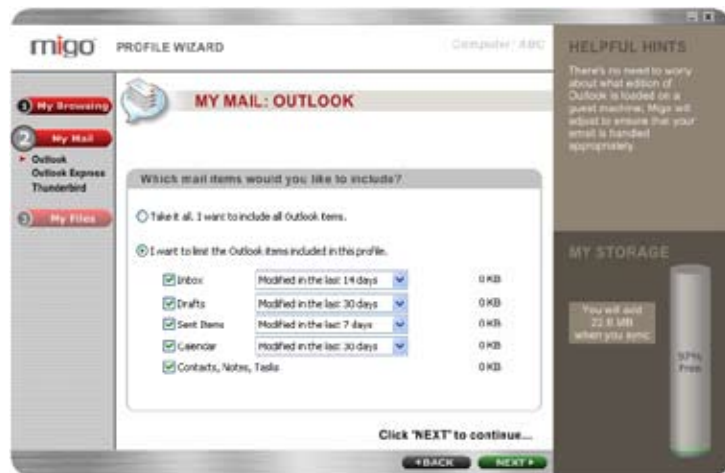 migo PROFILE WIZARD Computer: ABC
1 My Browsing
2 My Mail
Outlook
Outlook Express
Thunderbird
3 My Files
MY MAIL: OUTLOOK
Which mail items would you like to include?
Take it all. I want to include all Outlook items.
I want to limit the Outlook items included in this profile.
Inbox Modified in the last 14 days 0 KB
Drafts Modified in the last 30 days 0 KB
Sent Items Modified in the last 7 days 0 KB
Calendar Modified in the last 30 days 0 KB
Contacts, Notes, Tasks 0 KB
Click "NEXT" to continue...
BACK NEXT
HELPFUL HINTS
There's no need to worry
about what edition of
Outlook is loaded on a
guest machine; Migo will
adjust to ensure that your
email is handled
appropriately.
MY STORAGE
You will add
22.8 MB
when you sync
97%
Free